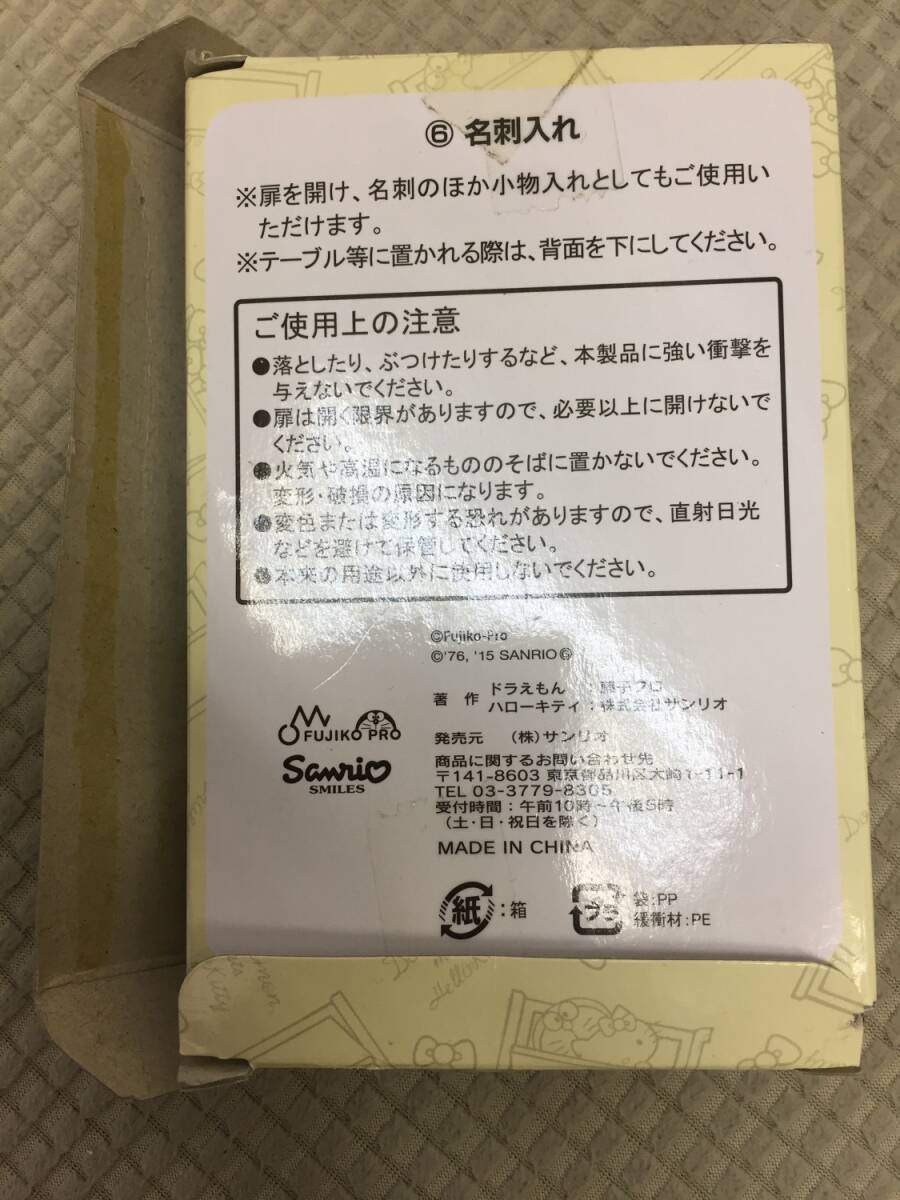 ⑥ 名刺入れ
※扉を開け、名刺のほか小物入れとしてもご使用い
ただけます。
※テーブル等に置かれる際は、背面を下にしてください。
ご使用上の注意
●落としたり、ぶつけたりするなど、本製品に強い衝撃を
与えないでください。
●扉は開く限界がありますので、必要以上に開けないで
ください。
●火気や高温になるもののそばに置かないでください。
変形・破損の原因になります。
●変色または変形する恐れがありますので、直射日光
などを避けて保管してください。
●本来の用途以外に使用しないでください。
©Fujiko-Pro
©'76, '15 SANRIO Ⓖ
著 作 ドラえもん :藤子プロ
ハローキティ:株式会社サンリオ
FUJIKO PRO
Sanrio
SMILES
発売元 (株)サンリオ
商品に関するお問い合わせ先
〒141-8603 東京都品川区大崎1-11-1
TEL 03-3779-8305
受付時間:午前10時〜午後5時
(土・日・祝日を除く)
MADE IN CHINA
紙 :箱
プラ 袋:PP
緩衝材:PE
Hello
Kitty